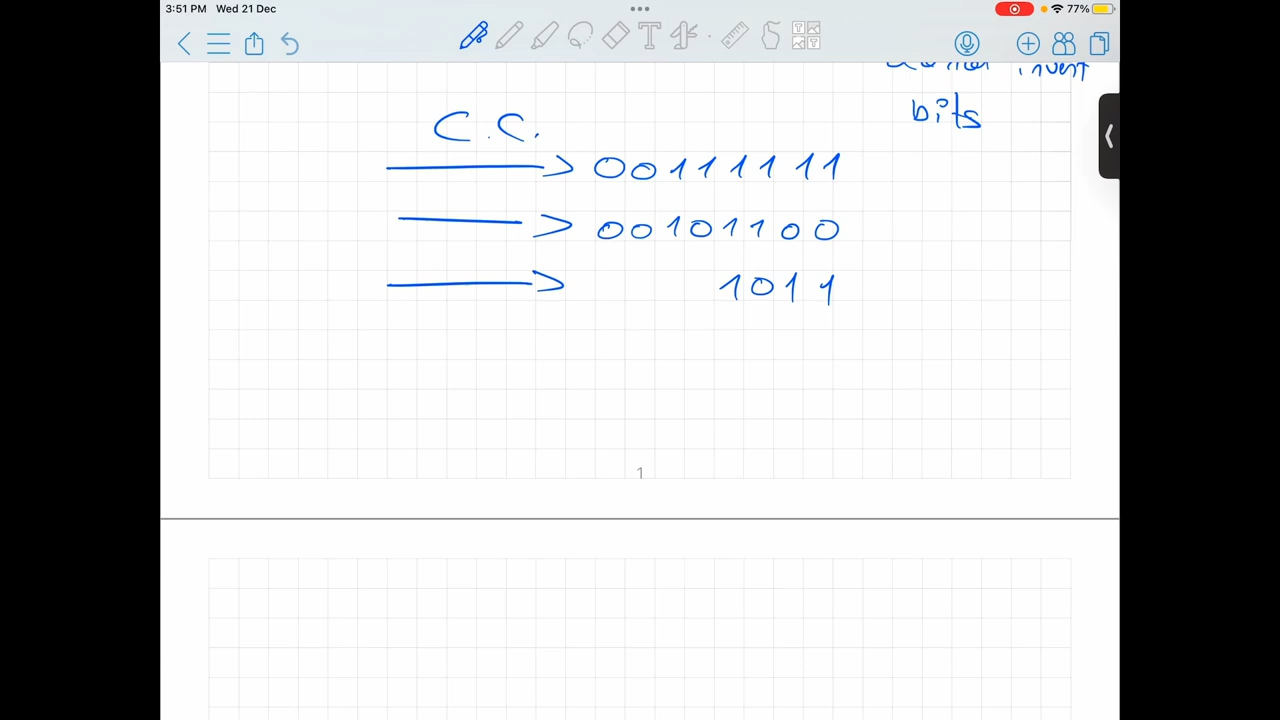 3:51 PM Wed 21 Dec
77%
invert
bits
C.C.
00111111
00101100
1011
1